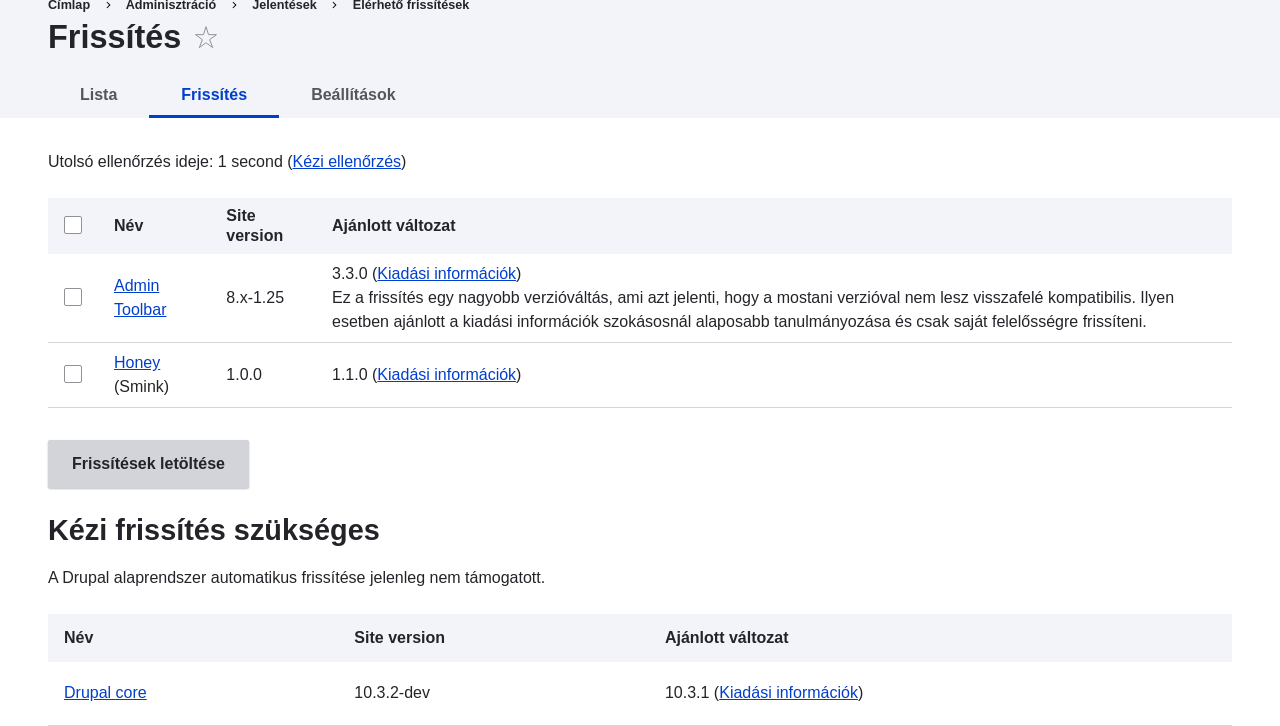 Címlap > Adminisztráció > Jelentések > Elérhető frissítések
Frissítés ☆
Lista Frissítés Beállítások
Utolsó ellenőrzés ideje: 1 second (Kézi ellenőrzés)
Név Site version Ajánlott változat
Admin Toolbar 8.x-1.25 3.3.0 (Kiadási információk)
Ez a frissítés egy nagyobb verzióváltás, ami azt jelenti, hogy a mostani verzióval nem lesz visszafelé kompatibilis. Ilyen
esetben ajánlott a kiadási információk szokásosnál alaposabb tanulmányozása és csak saját felelősségre frissíteni.
Honey (Smink) 1.0.0 1.1.0 (Kiadási információk)
Frissítések letöltése
Kézi frissítés szükséges
A Drupal alaprendszer automatikus frissítése jelenleg nem támogatott.
Név Site version Ajánlott változat
Drupal core 10.3.2-dev 10.3.1 (Kiadási információk)